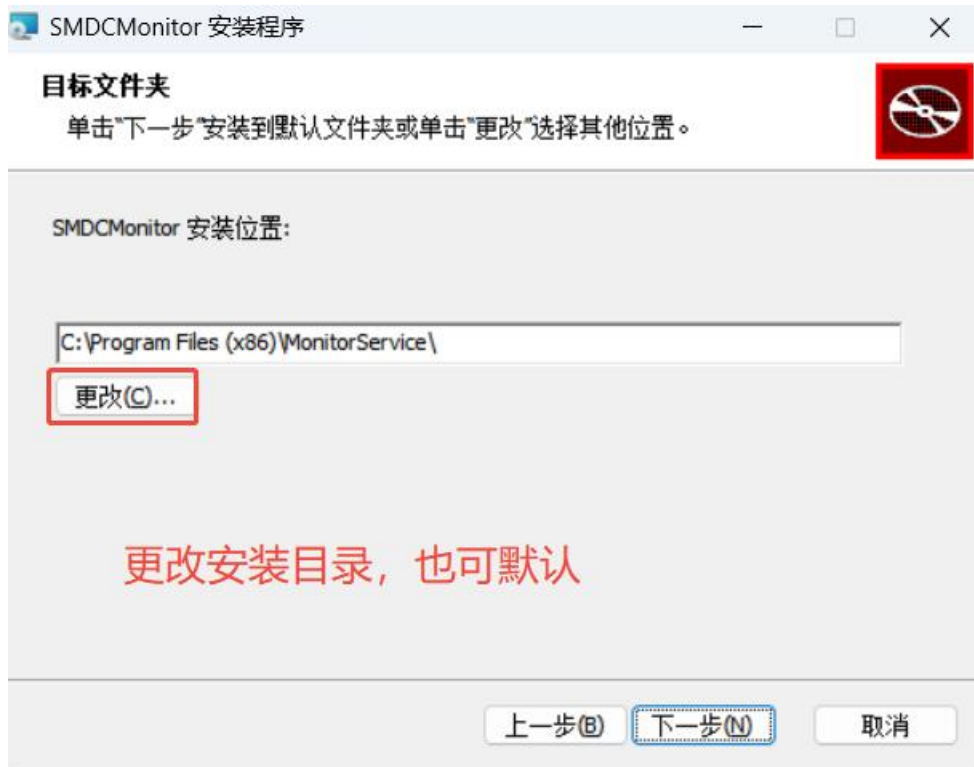 SMDCMonitor 安装程序
目标文件夹
单击"下一步"安装到默认文件夹或单击"更改"选择其他位置。
SMDCMonitor 安装位置:
C:\Program Files (x86)\MonitorService\
更改(C)...
更改安装目录，也可默认
上一步(B) 下一步(N) 取消